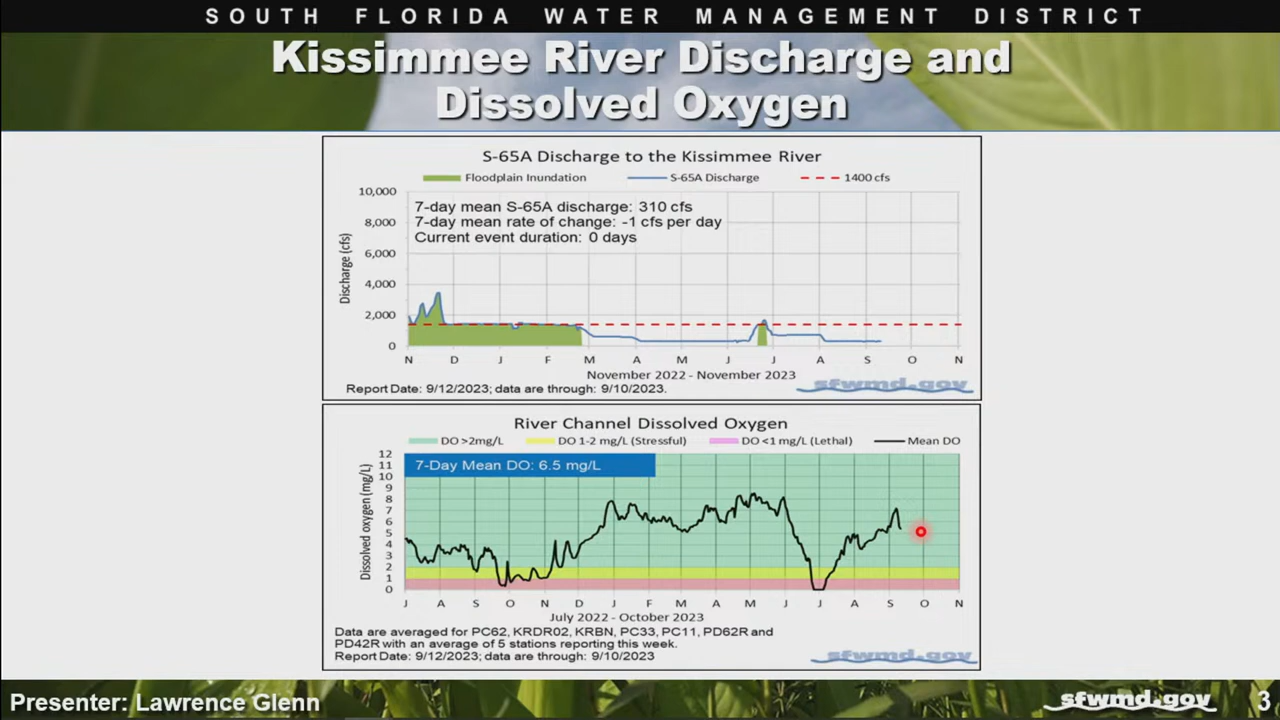 SOUTH FLORIDA WATER MANAGEMENT DISTRICT
Kissimmee River Discharge and
Dissolved Oxygen
S-65A Discharge to the Kissimmee River
Floodplain Inundation S-65A Discharge 1400 cfs
10,000
8,000
6,000
4,000
2,000
0
Discharge (cfs)
7-day mean S-65A discharge: 310 cfs
7-day mean rate of change: -1 cfs per day
Current event duration: 0 days
N D J F M A M J J A S O N
November 2022 - November 2023
Report Date: 9/12/2023; data are through: 9/10/2023.
sfwmd.gov
River Channel Dissolved Oxygen
DO >2mg/L DO 1-2 mg/L (Stressful) DO <1 mg/L (Lethal) Mean DO
12
11
10
9
8
7
6
5
4
3
2
1
0
Dissolved oxygen (mg/L)
7-Day Mean DO: 6.5 mg/L
J A S O N D J F M A M J J A S O N
July 2022 - October 2023
Data are averaged for PC62, KRDR02, KRBN, PC33, PC11, PD62R and
PD42R with an average of 5 stations reporting this week.
Report Date: 9/12/2023; data are through: 9/10/2023
sfwmd.gov
Presenter: Lawrence Glenn
sfwmd.gov
3